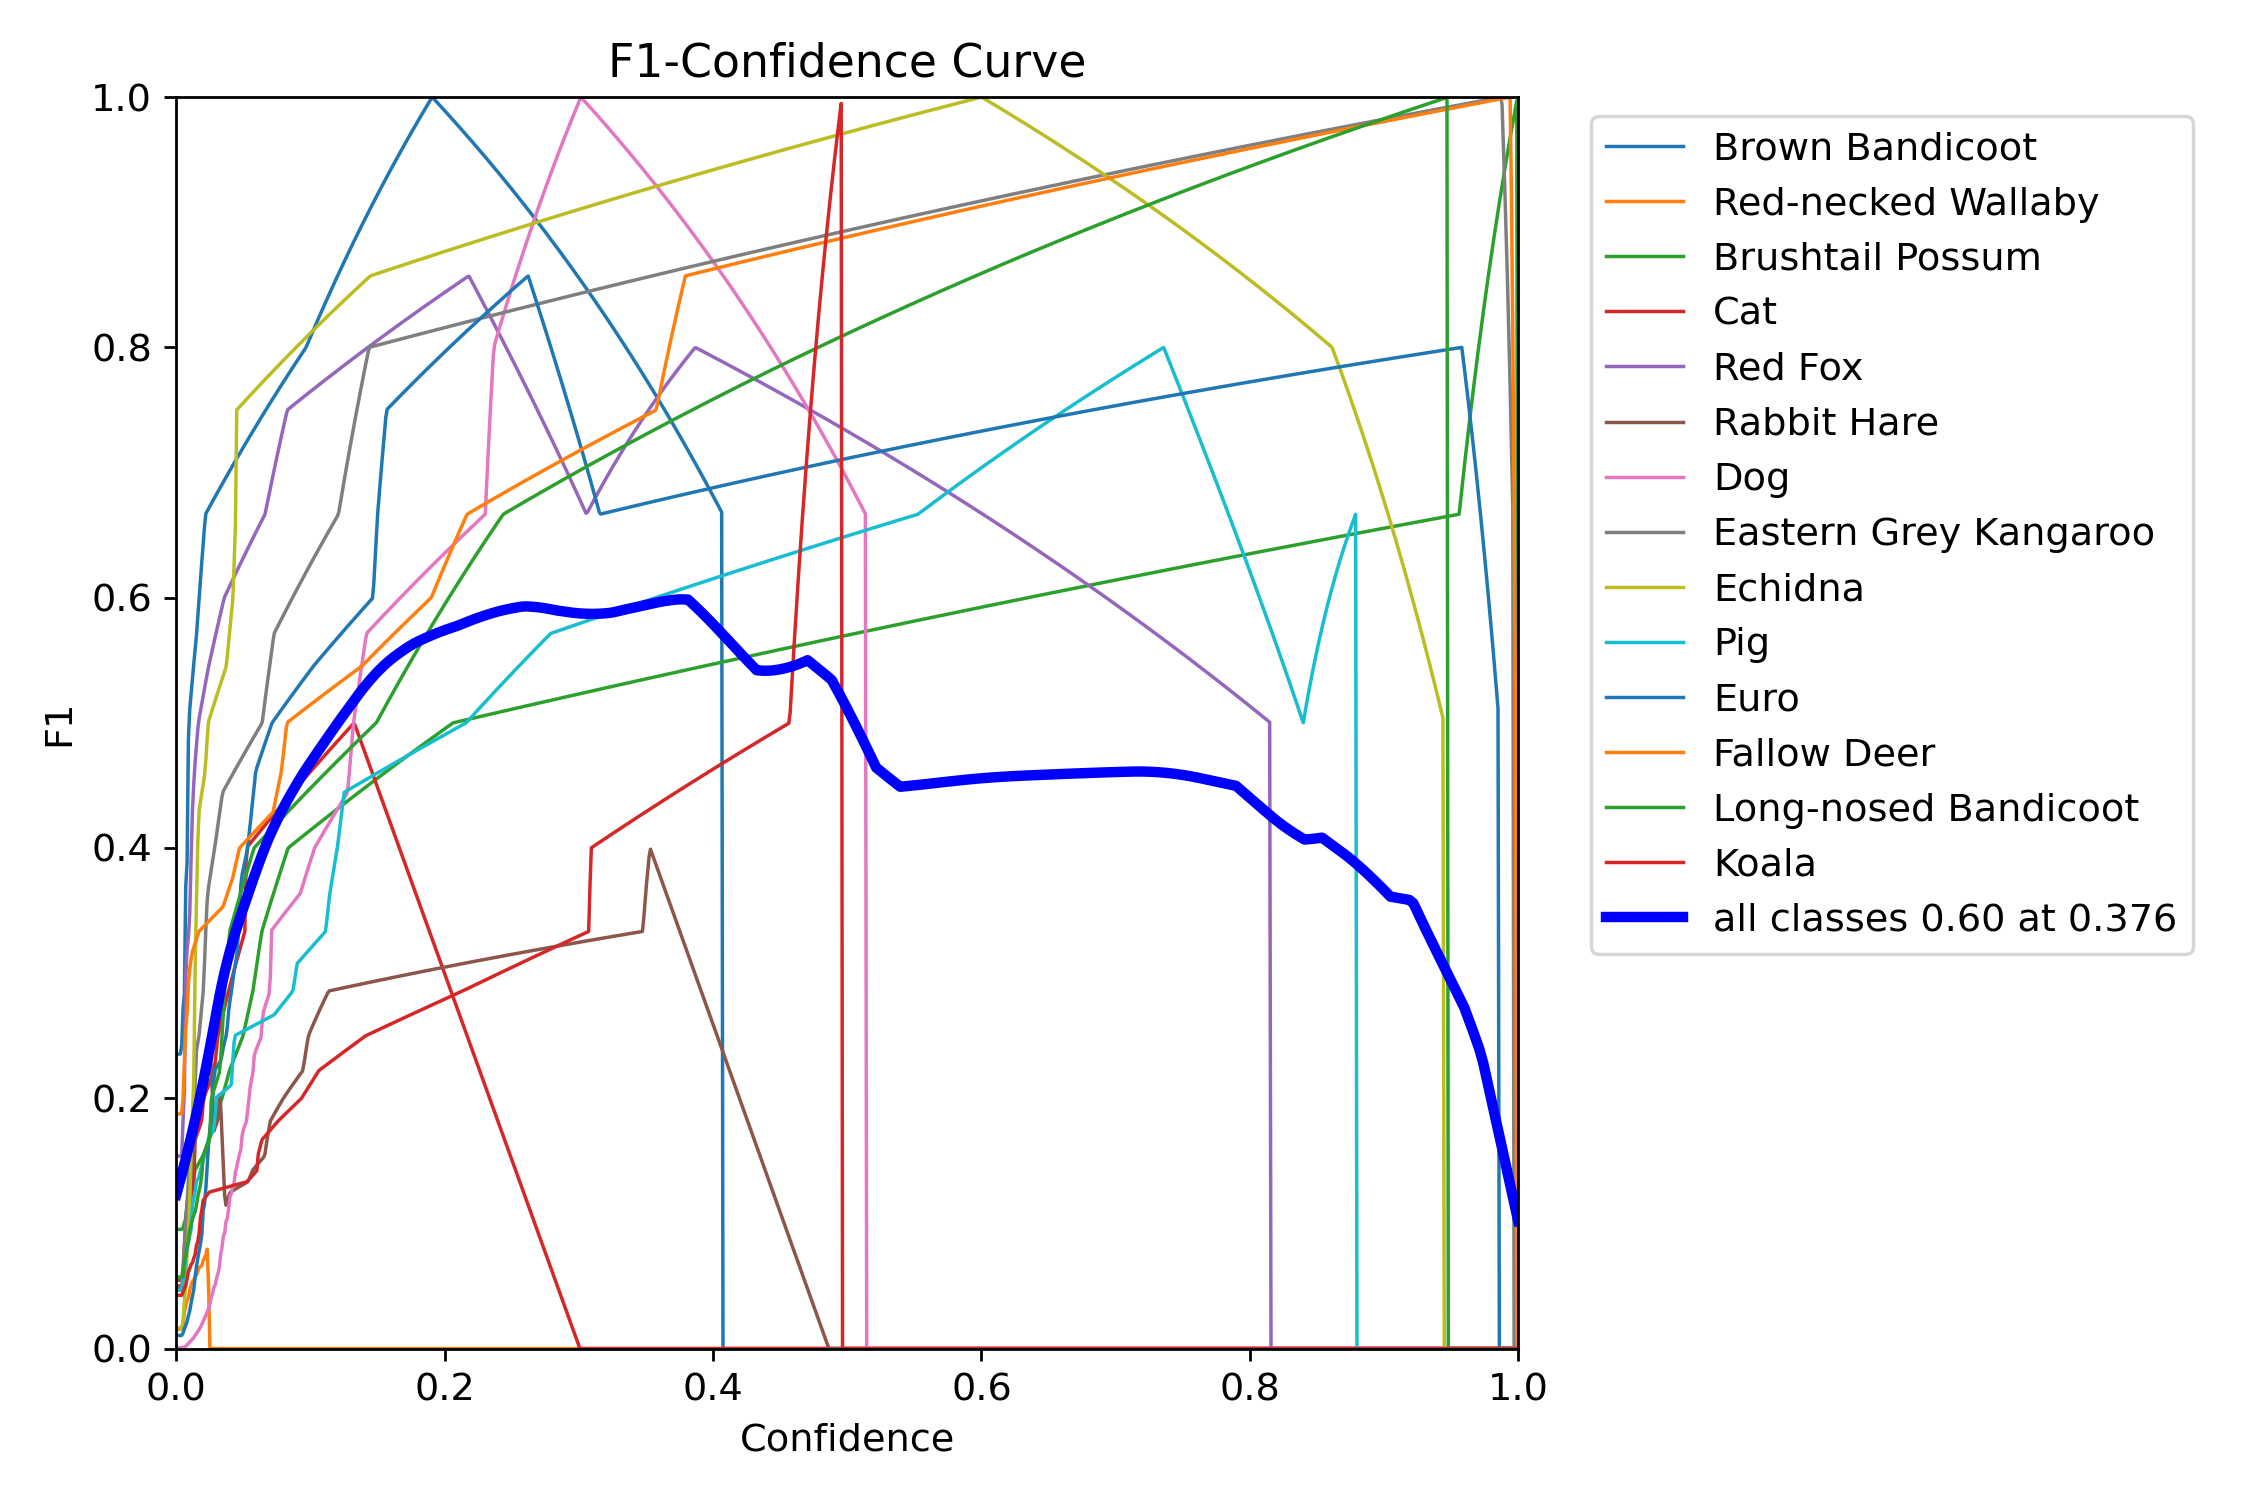 F1-Confidence Curve
1.0
0.8
0.6
0.4
0.2
0.0
F1
0.0 0.2 0.4 0.6 0.8 1.0
Confidence
Brown Bandicoot
Red-necked Wallaby
Brushtail Possum
Cat
Red Fox
Rabbit Hare
Dog
Eastern Grey Kangaroo
Echidna
Pig
Euro
Fallow Deer
Long-nosed Bandicoot
Koala
all classes 0.60 at 0.376